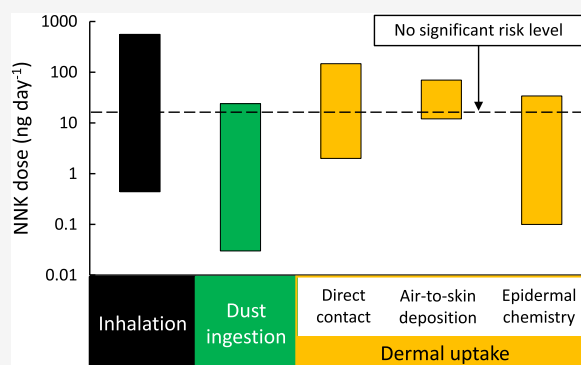 No significant risk level
NNK dose (ng day⁻¹)
1000
100
10
1
0.1
0.01
Inhalation
Dust
ingestion
Direct
contact
Air-to-skin
deposition
Epidermal
chemistry
Dermal uptake